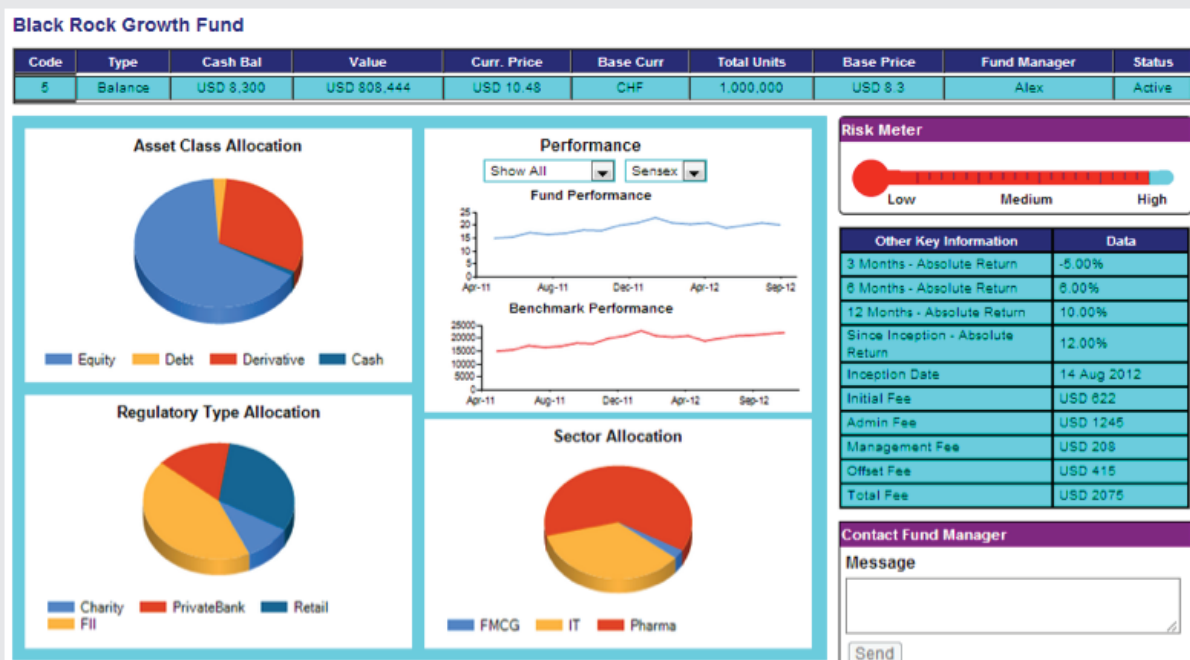 Black Rock Growth Fund
Code Type Cash Bal Value Curr. Price Base Curr Total Units Base Price Fund Manager Status
5 Balance USD 8,300 USD 808,444 USD 10.48 CHF 1,000,000 USD 8.3 Alex Active
Asset Class Allocation
Equity Debt Derivative Cash
Performance
Show All Sensex
Fund Performance
25
20
15
10
5
0
Apr-11 Aug-11 Dec-11 Apr-12 Sep-12
Benchmark Performance
25000
20000
15000
10000
5000
0
Apr-11 Aug-11 Dec-11 Apr-12 Sep-12
Risk Meter
Low Medium High
Other Key Information Data
3 Months - Absolute Return -5.00%
6 Months - Absolute Return 6.00%
12 Months - Absolute Return 10.00%
Since Inception - Absolute
Return 12.00%
Inception Date 14 Aug 2012
Initial Fee USD 622
Admin Fee USD 1245
Management Fee USD 208
Offset Fee USD 415
Total Fee USD 2075
Regulatory Type Allocation
Charity PrivateBank Retail
FII
Sector Allocation
FMCG IT Pharma
Contact Fund Manager
Message
Send